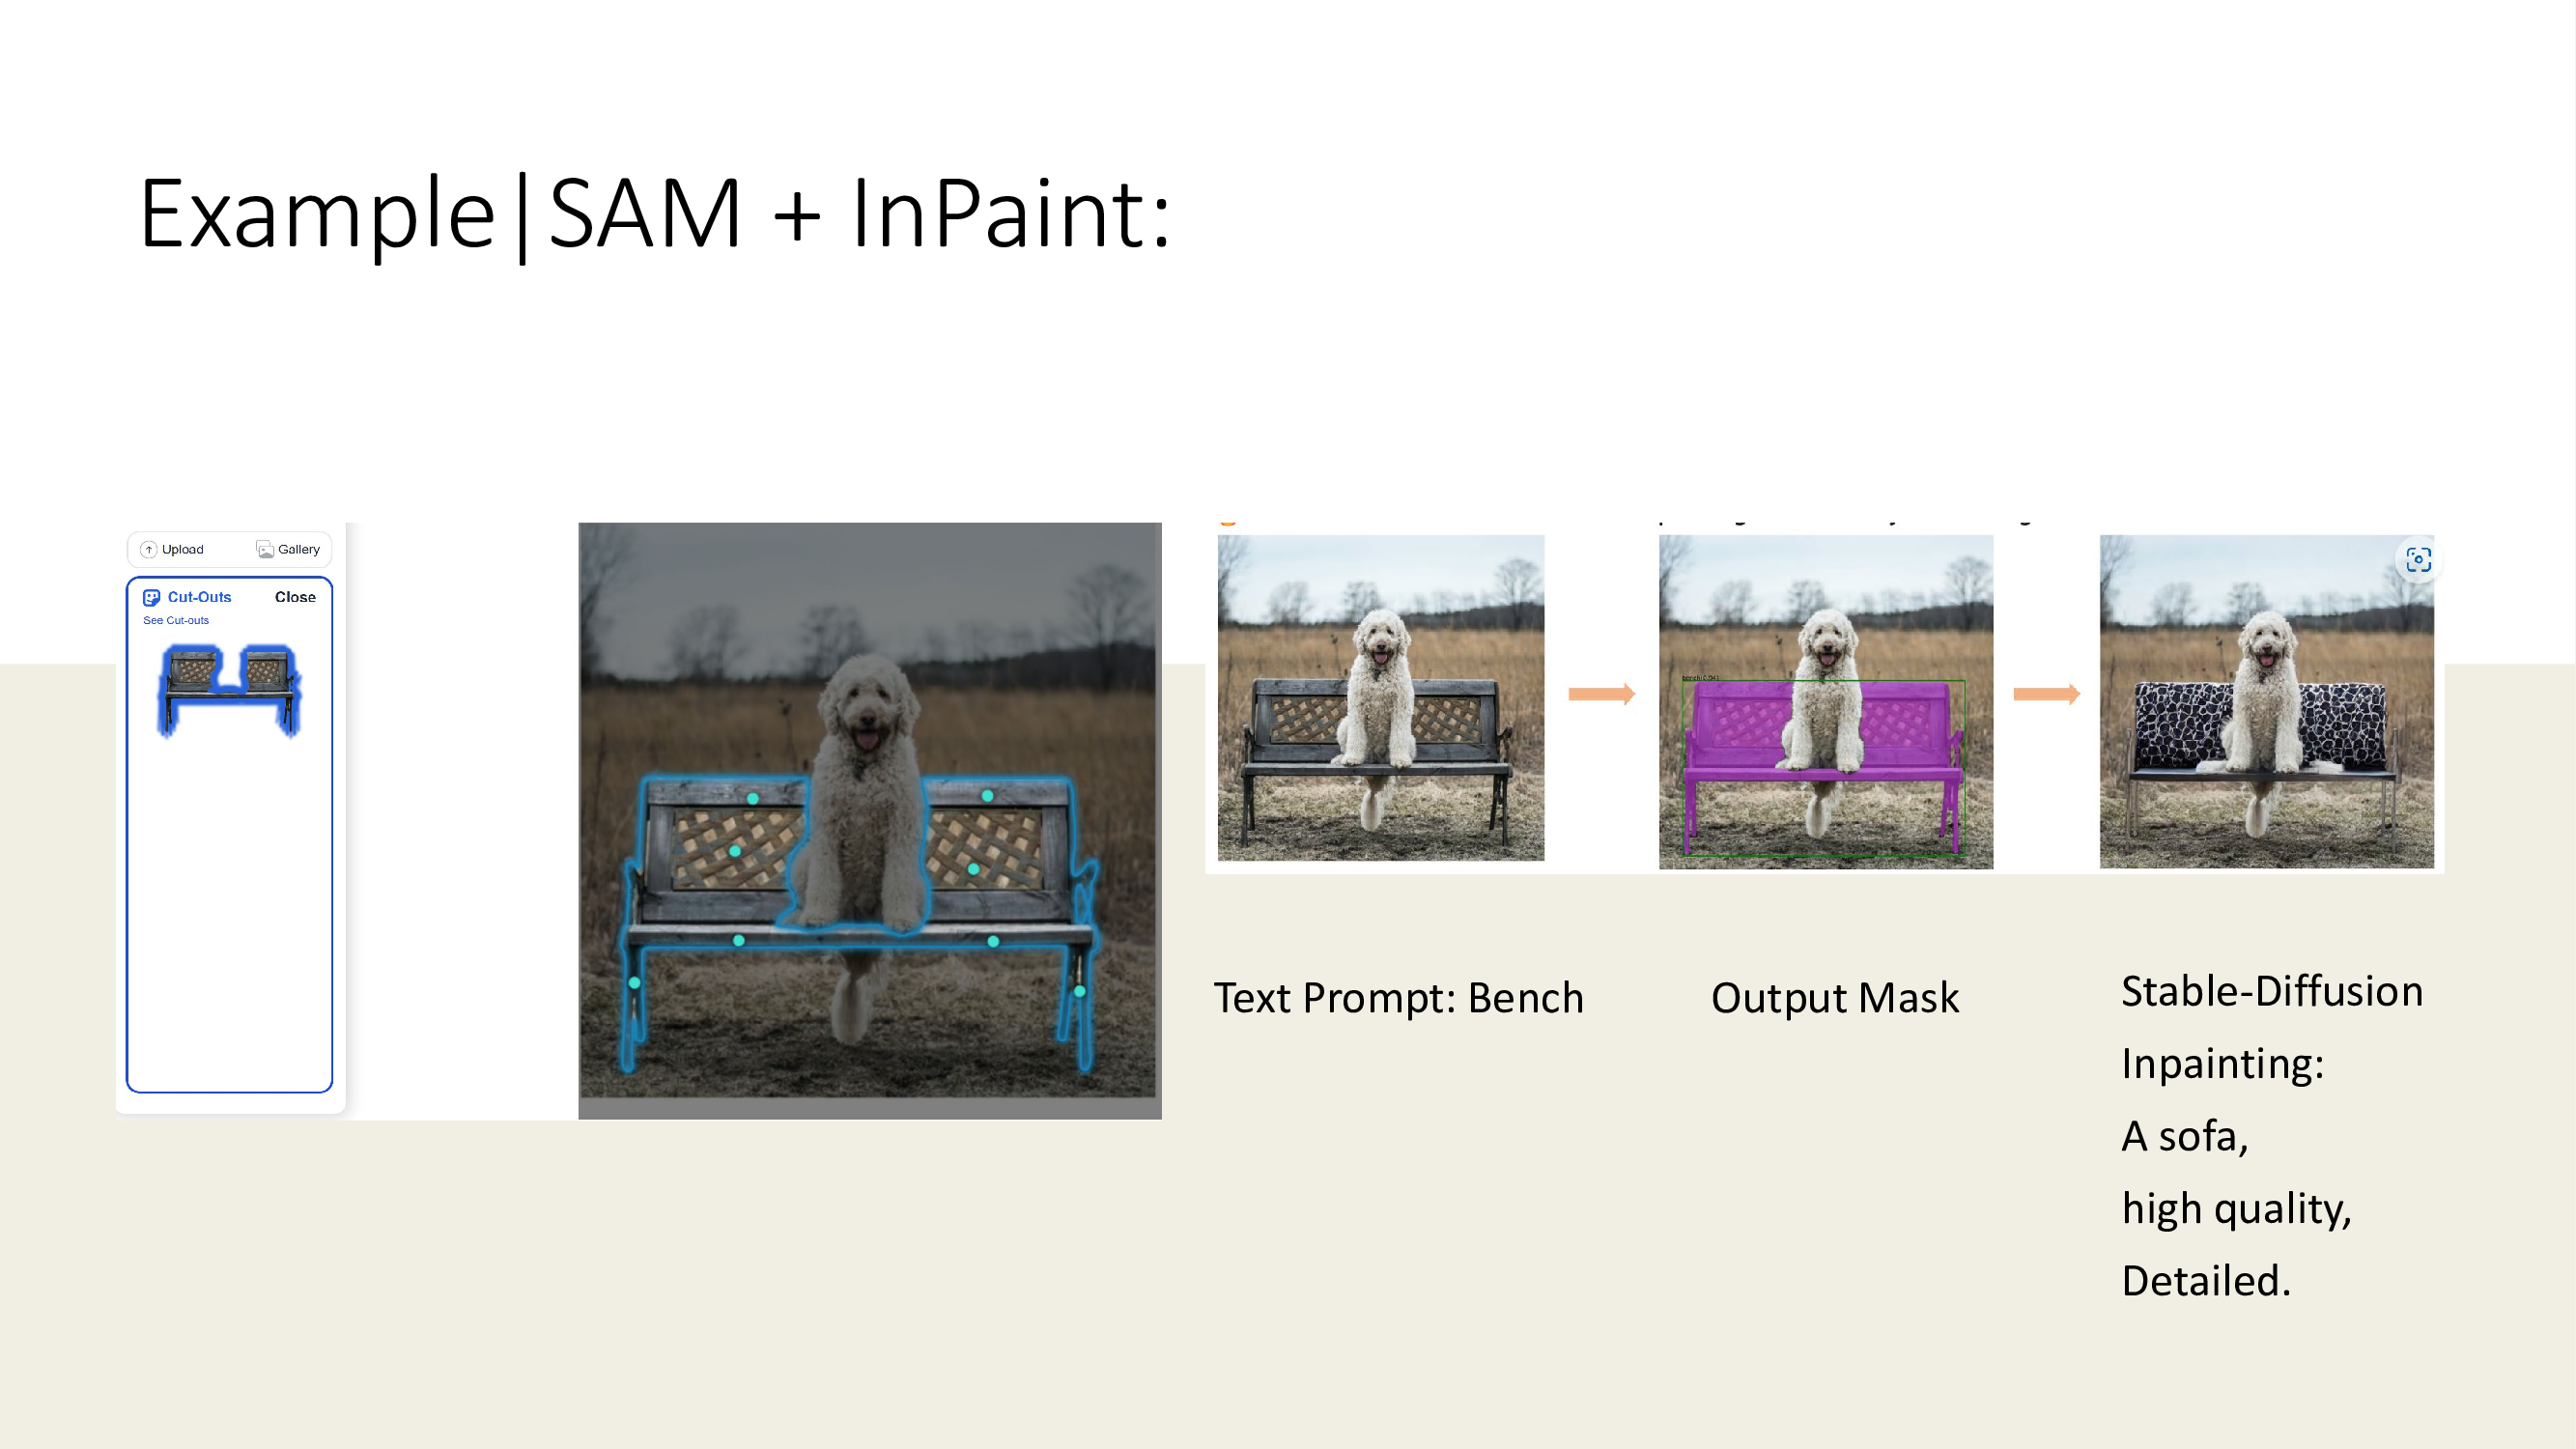 Example|SAM + InPaint:
Upload
Gallery
Cut-Outs
Close
See Cut-outs
Text Prompt: Bench
Output Mask
Stable-Diffusion
Inpainting:
A sofa,
high quality,
Detailed.